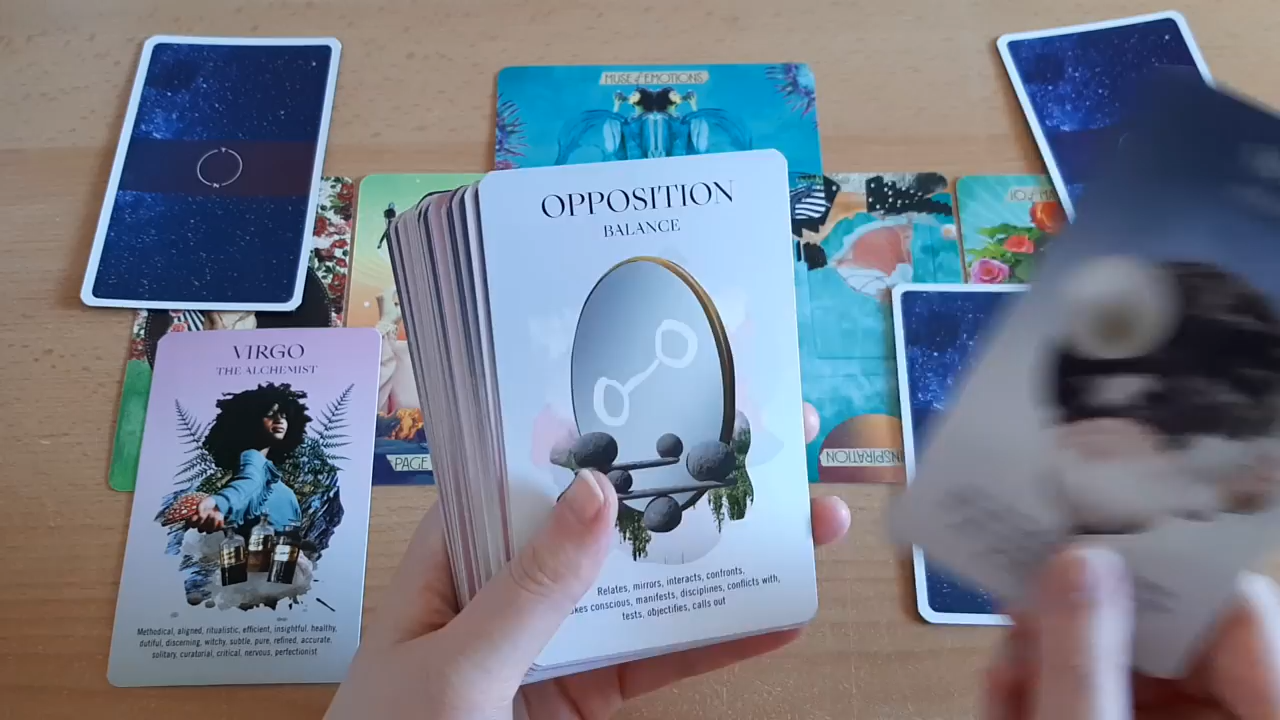 MUSE of EMOTIONS
OPPOSITION
BALANCE
Relates, mirrors, interacts, confronts,
conscious, manifests, disciplines, conflicts with,
tests, objectifies, calls out
VIRGO
THE ALCHEMIST
Methodical, aligned, ritualistic, efficient, insightful, healthy,
dutiful, discerning, witchy, subtle, pure, refined, accurate,
solitary, curatorial, critical, nervous, perfectionist
PAGE
INSPIRATION